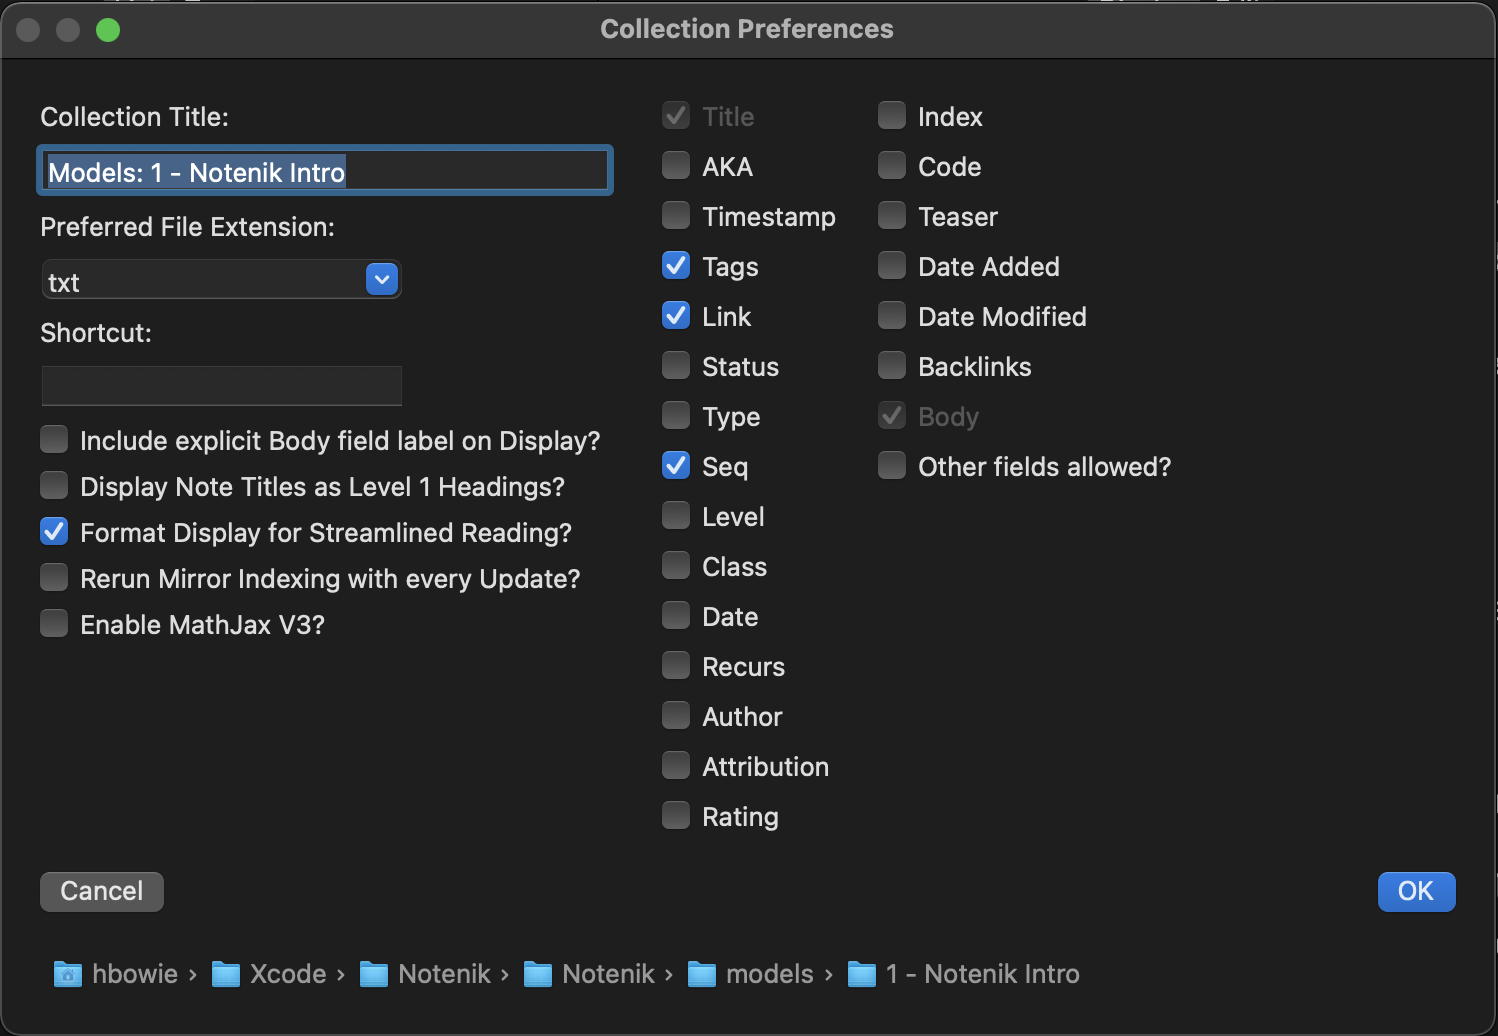 Collection Preferences
Collection Title:
Models: 1 - Notenik Intro
Preferred File Extension:
txt
Shortcut:
Include explicit Body field label on Display?
Display Note Titles as Level 1 Headings?
Format Display for Streamlined Reading?
Rerun Mirror Indexing with every Update?
Enable MathJax V3?
Title
AKA
Timestamp
Tags
Link
Status
Type
Seq
Level
Class
Date
Recurs
Author
Attribution
Rating
Index
Code
Teaser
Date Added
Date Modified
Backlinks
Body
Other fields allowed?
Cancel
OK
hbowie › Xcode › Notenik › Notenik › models › 1 - Notenik Intro